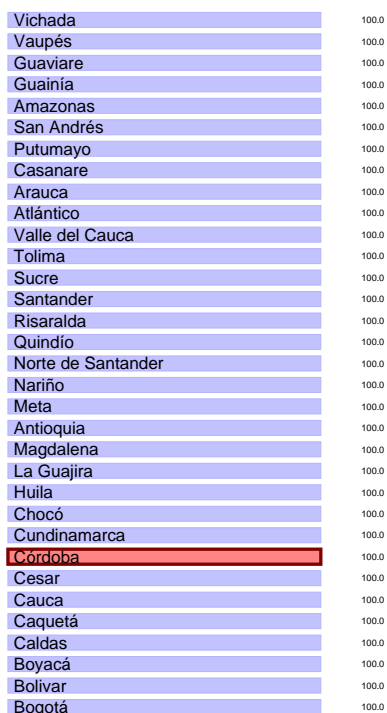 Vichada 100.0
Vaupés 100.0
Guaviare 100.0
Guainía 100.0
Amazonas 100.0
San Andrés 100.0
Putumayo 100.0
Casanare 100.0
Arauca 100.0
Atlántico 100.0
Valle del Cauca 100.0
Tolima 100.0
Sucre 100.0
Santander 100.0
Risaralda 100.0
Quindío 100.0
Norte de Santander 100.0
Nariño 100.0
Meta 100.0
Antioquia 100.0
Magdalena 100.0
La Guajira 100.0
Huila 100.0
Chocó 100.0
Cundinamarca 100.0
Córdoba 100.0
Cesar 100.0
Cauca 100.0
Caquetá 100.0
Caldas 100.0
Boyacá 100.0
Bolivar 100.0
Bogotá 100.0